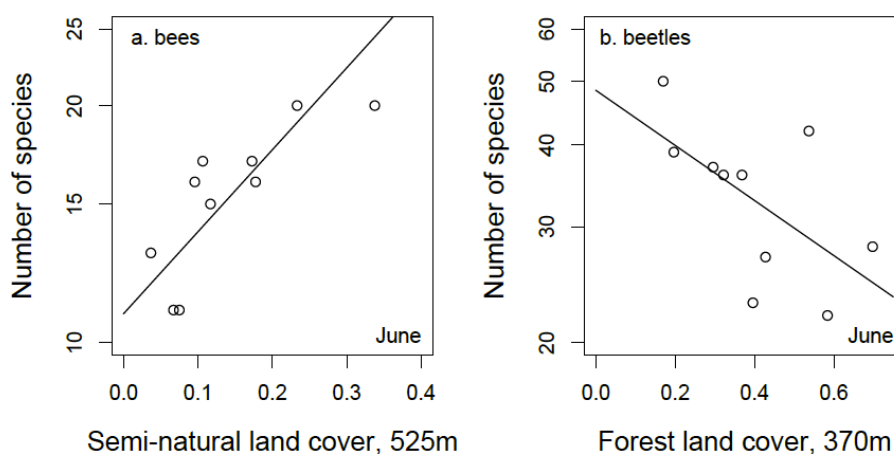 a. bees
Number of species
25
20
15
10
June
0.0 0.1 0.2 0.3 0.4
Semi-natural land cover, 525m
b. beetles
Number of species
60
50
40
30
20
June
0.0 0.2 0.4 0.6
Forest land cover, 370m